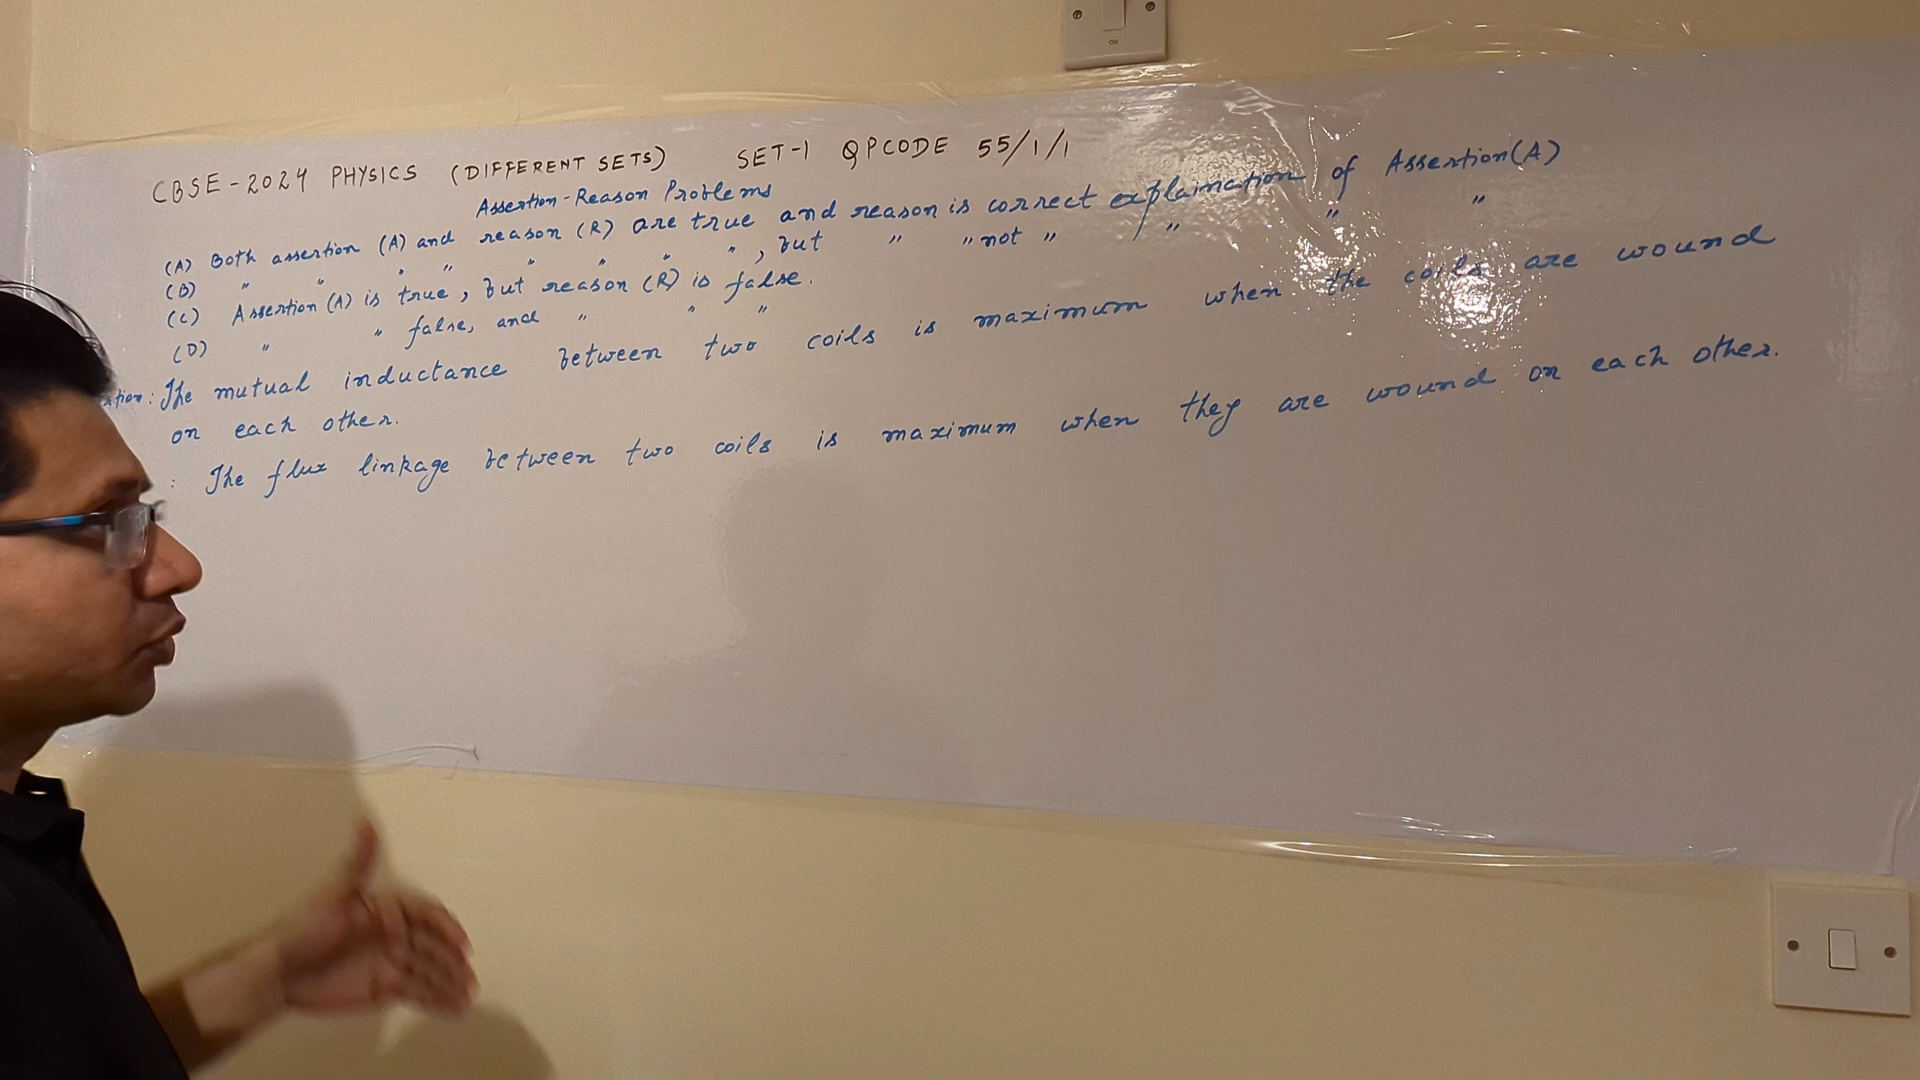 ON
CBSE-2024 PHYSICS (DIFFERENT SETS) SET-1 QPCODE 55/1/1
Assertion-Reason Problems
(A) Both assertion (A) and reason (R) are true and reason is correct explaination of Assertion(A)
(B) " " " " " " " " , but " " not " " " "
(C) Assertion (A) is true, but reason (R) is false.
(D) " " false, and " " "
tion: The mutual inductance between two coils is maximum when the coils are wound
on each other.
: The flux linkage between two coils is maximum when they are wound on each other.